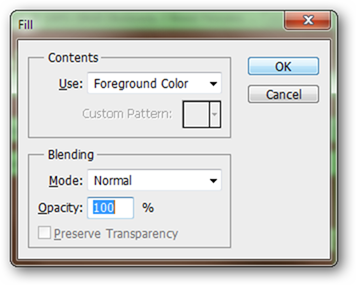 Fill
Contents
Use: Foreground Color
Custom Pattern:
OK
Cancel
Blending
Mode: Normal
Opacity: 100 %
Preserve Transparency